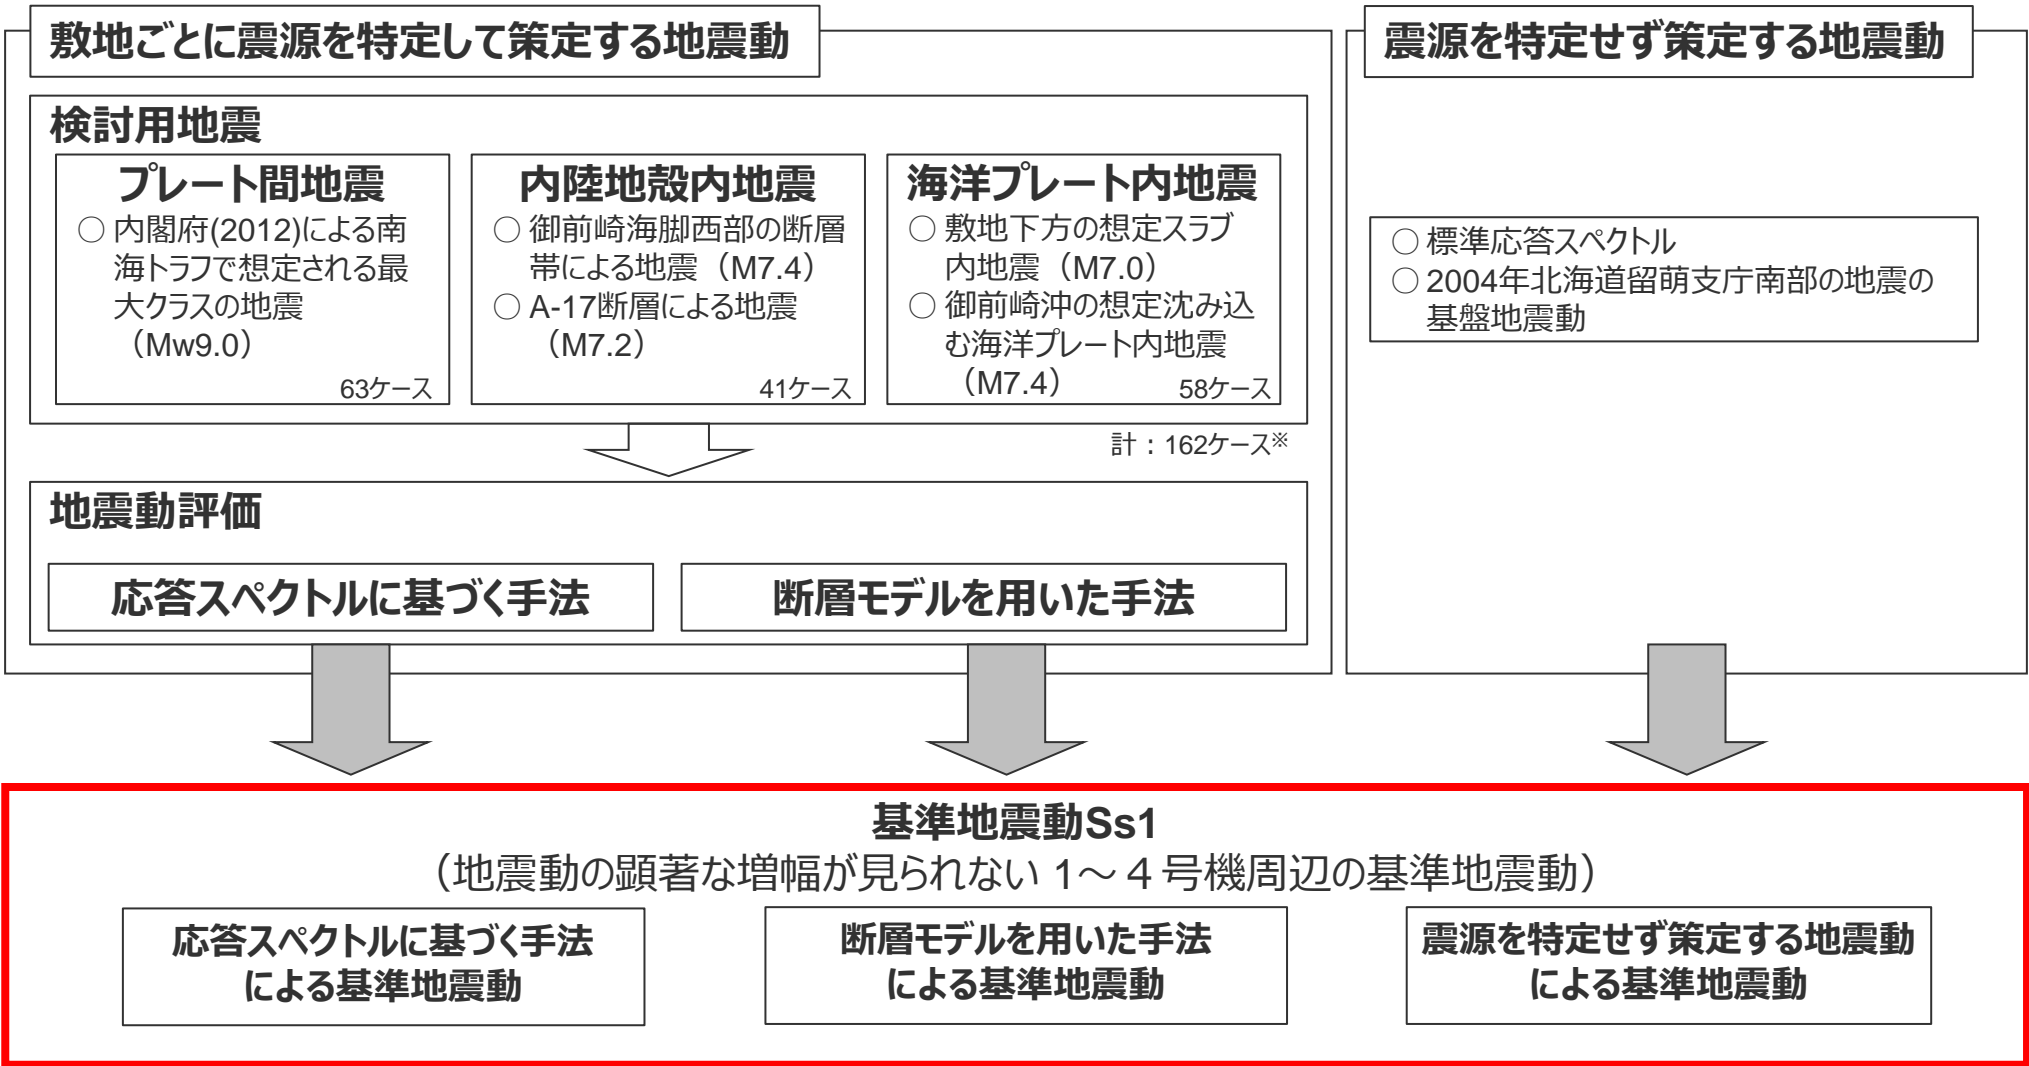 敷地ごとに震源を特定して策定する地震動
検討用地震
プレート間地震
○ 内閣府(2012)による南
海トラフで想定される最
大クラスの地震
（Mw9.0）
63ケース
内陸地殻内地震
○ 御前崎海脚西部の断層
帯による地震（M7.4）
○ A-17断層による地震
（M7.2）
41ケース
海洋プレート内地震
○ 敷地下方の想定スラブ
内地震（M7.0）
○ 御前崎沖の想定沈み込
む海洋プレート内地震
（M7.4）
58ケース
計：162ケース※
地震動評価
応答スペクトルに基づく手法
断層モデルを用いた手法
震源を特定せず策定する地震動
○ 標準応答スペクトル
○ 2004年北海道留萌支庁南部の地震の
基盤地震動
基準地震動Ss1
（地震動の顕著な増幅が見られない 1～４号機周辺の基準地震動）
応答スペクトルに基づく手法
による基準地震動
断層モデルを用いた手法
による基準地震動
震源を特定せず策定する地震動
による基準地震動